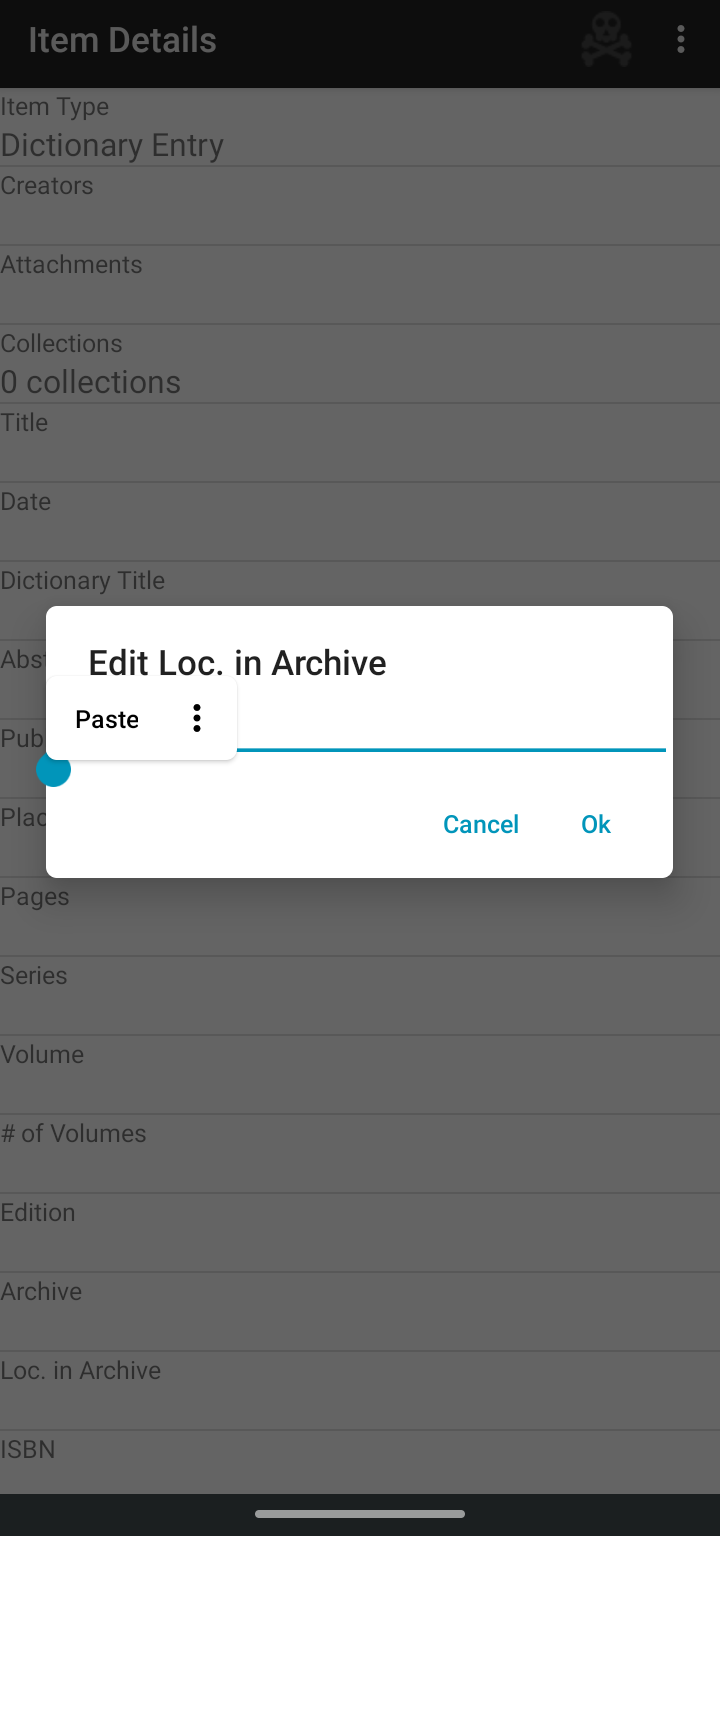 Item Details
Item Type
Dictionary Entry
Creators
Attachments
Collections
0 collections
Title
Date
Dictionary Title
Edit Loc. in Archive
Paste
Cancel
Ok
Pages
Series
Volume
# of Volumes
Edition
Archive
Loc. in Archive
ISBN